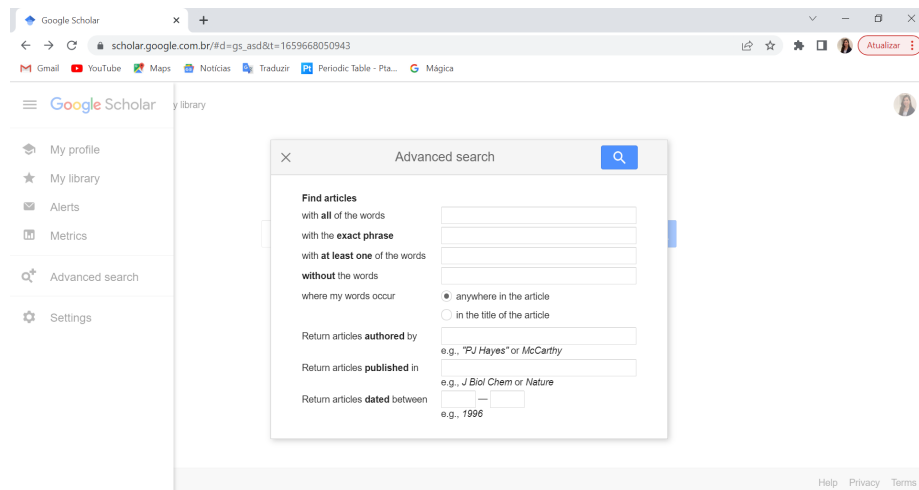 Google Scholar
scholar.google.com.br/#d=gs_asd&t=1659668050943
Atualizar
Gmail YouTube Maps Notícias Traduzir Pt Periodic Table - Pta... G Mágica
Google Scholar y library
My profile
My library
Alerts
Metrics
Advanced search
Settings
Advanced search
Find articles
with all of the words
with the exact phrase
with at least one of the words
without the words
where my words occur anywhere in the article
in the title of the article
Return articles authored by
e.g., "PJ Hayes" or McCarthy
Return articles published in
e.g., J Biol Chem or Nature
Return articles dated between —
e.g., 1996
Help Privacy Terms